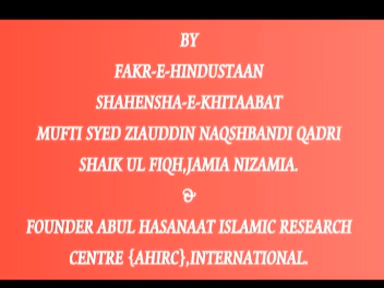 BY
FAKR-E-HINDUSTAAN
SHAHENSHA-E-KHITAABAT
MUFTI SYED ZIAUDDIN NAQSHBANDI QADRI
SHAIK UL FIQH,JAMIA NIZAMIA.
&
FOUNDER ABUL HASANAAT ISLAMIC RESEARCH
CENTRE {AHIRC},INTERNATIONAL.